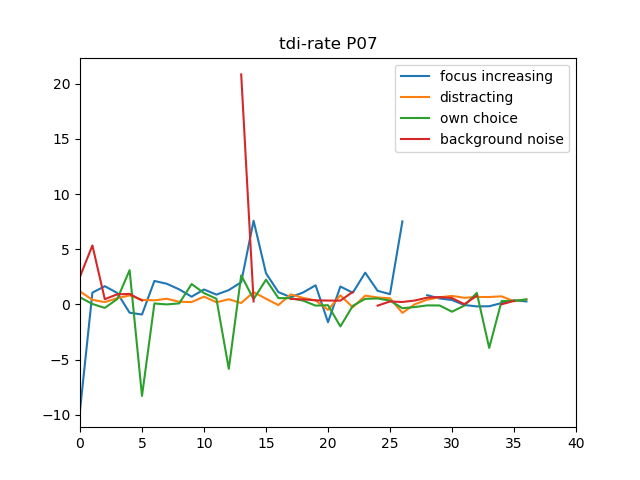 tdi-rate P07
focus increasing
distracting
own choice
background noise
20
15
10
5
0
−5
−10
0 5 10 15 20 25 30 35 40